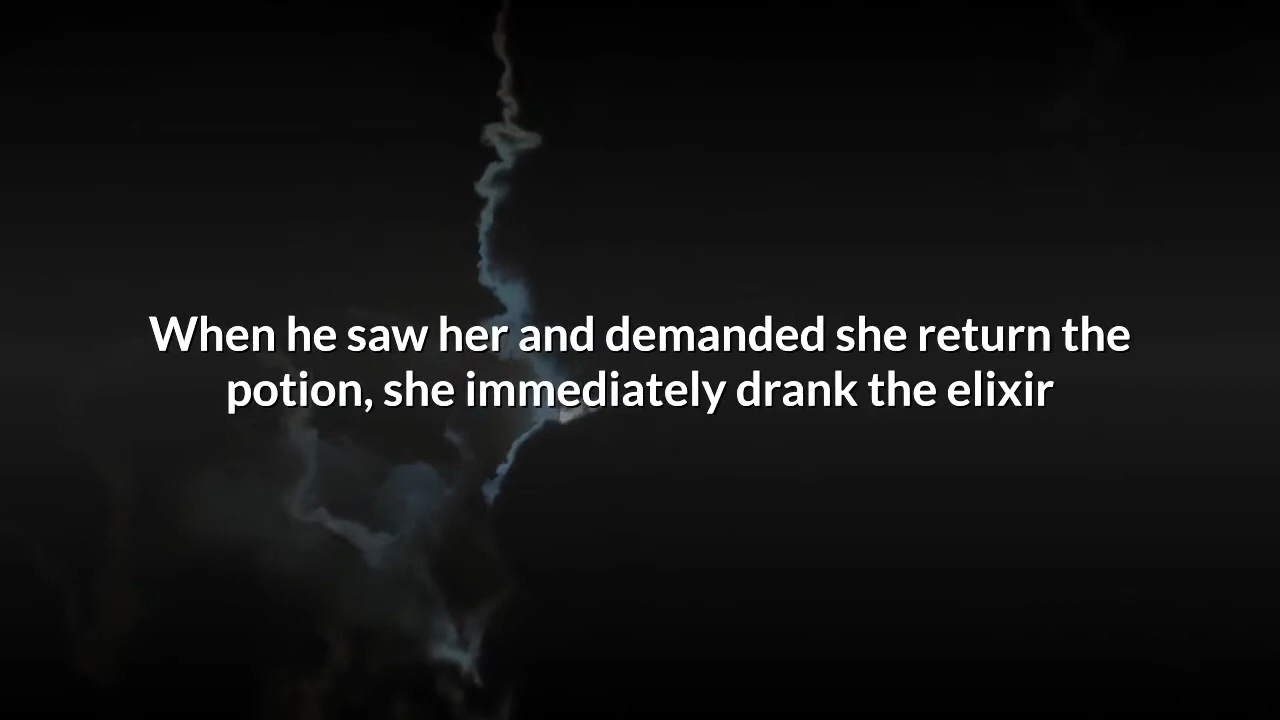 When he saw her and demanded she return the
potion, she immediately drank the elixir